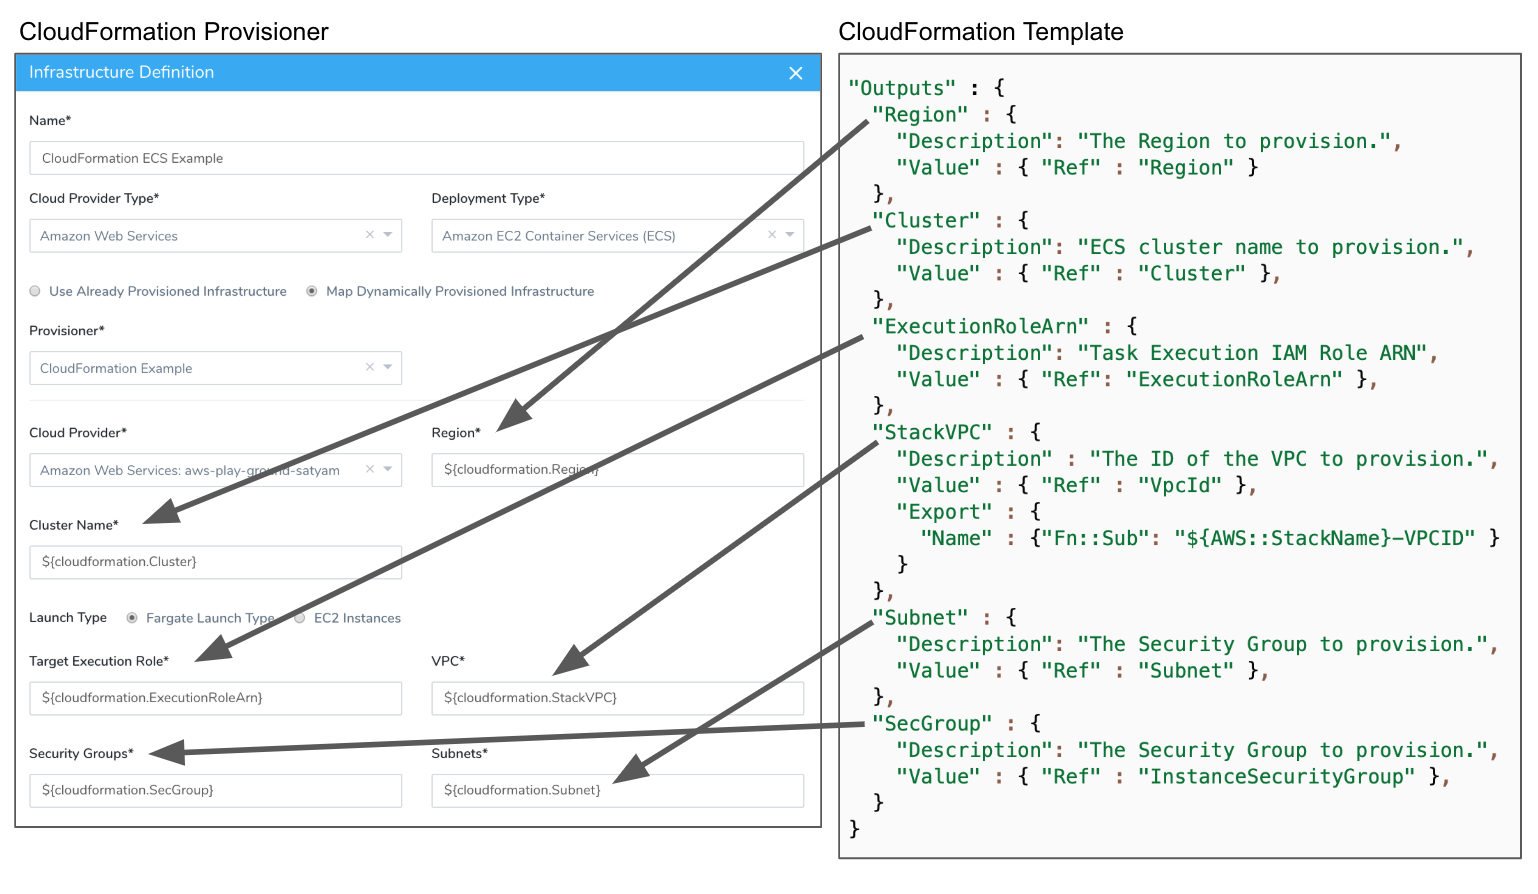 CloudFormation Provisioner
Infrastructure Definition
Name*
CloudFormation ECS Example
Cloud Provider Type*
Deployment Type*
Amazon Web Services
Amazon EC2 Container Services (ECS)
Use Already Provisioned Infrastructure
Map Dynamically Provisioned Infrastructure
Provisioner*
CloudFormation Example
Cloud Provider*
Region*
Amazon Web Services: aws-play-ground-satyam
${cloudformation.Region}
Cluster Name*
${cloudformation.Cluster}
Launch Type
Fargate Launch Type
EC2 Instances
Target Execution Role*
VPC*
${cloudformation.ExecutionRoleArn}
${cloudformation.StackVPC}
Security Groups*
Subnets*
${cloudformation.SecGroup}
${cloudformation.Subnet}
CloudFormation Template
"Outputs" : {
"Region" : {
"Description": "The Region to provision.",
"Value" : { "Ref" : "Region" }
},
"Cluster" : {
"Description": "ECS cluster name to provision.",
"Value" : { "Ref" : "Cluster" },
},
"ExecutionRoleArn" : {
"Description": "Task Execution IAM Role ARN",
"Value" : { "Ref": "ExecutionRoleArn" },
},
"StackVPC" : {
"Description" : "The ID of the VPC to provision.",
"Value" : { "Ref" : "VpcId" },
"Export" : {
"Name" : {"Fn::Sub": "${AWS::StackName}-VPCID" }
}
},
"Subnet" : {
"Description": "The Security Group to provision.",
"Value" : { "Ref" : "Subnet" },
},
"SecGroup" : {
"Description": "The Security Group to provision.",
"Value" : { "Ref" : "InstanceSecurityGroup" },
}
}